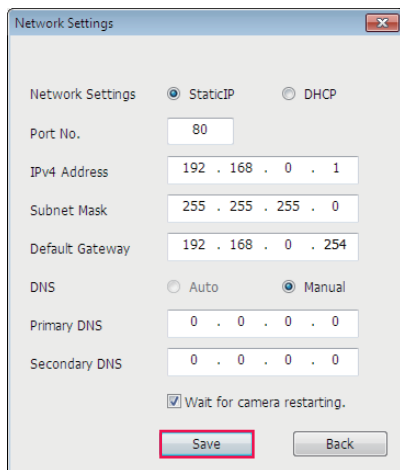 Network Settings
Network Settings StaticIP DHCP
Port No. 80
IPv4 Address 192 . 168 . 0 . 1
Subnet Mask 255 . 255 . 255 . 0
Default Gateway 192 . 168 . 0 . 254
DNS Auto Manual
Primary DNS 0 . 0 . 0 . 0
Secondary DNS 0 . 0 . 0 . 0
Wait for camera restarting.
Save Back